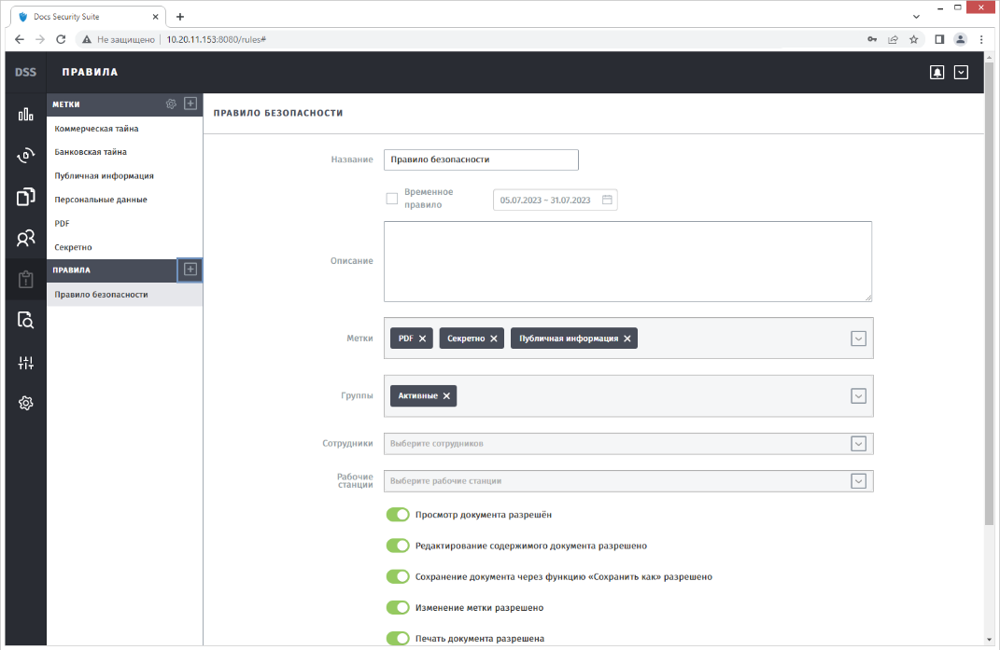 Docs Security Suite
Не защищено
10.20.11.153:8080/rules#
DSS
ПРАВИЛА
МЕТКИ
Коммерческая тайна
Банковская тайна
Публичная информация
Персональные данные
PDF
Секретно
ПРАВИЛА
Правило безопасности
ПРАВИЛО БЕЗОПАСНОСТИ
Название
Правило безопасности
Временное
правило
05.07.2023 – 31.07.2023
Описание
Метки
PDF
Секретно
Публичная информация
Группы
Активные
Сотрудники
Выберите сотрудников
Рабочие
станции
Выберите рабочие станции
Просмотр документа разрешён
Редактирование содержимого документа разрешено
Сохранение документа через функцию «Сохранить как» разрешено
Изменение метки разрешено
Печать документа разрешена